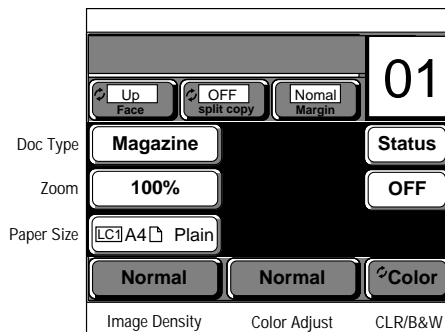 01
Up OFF Nomal
Face split copy Margin
Doc Type Magazine Status
Zoom 100% OFF
Paper Size LC1 A4 Plain
Normal Normal Color
Image Density Color Adjust CLR/B&W